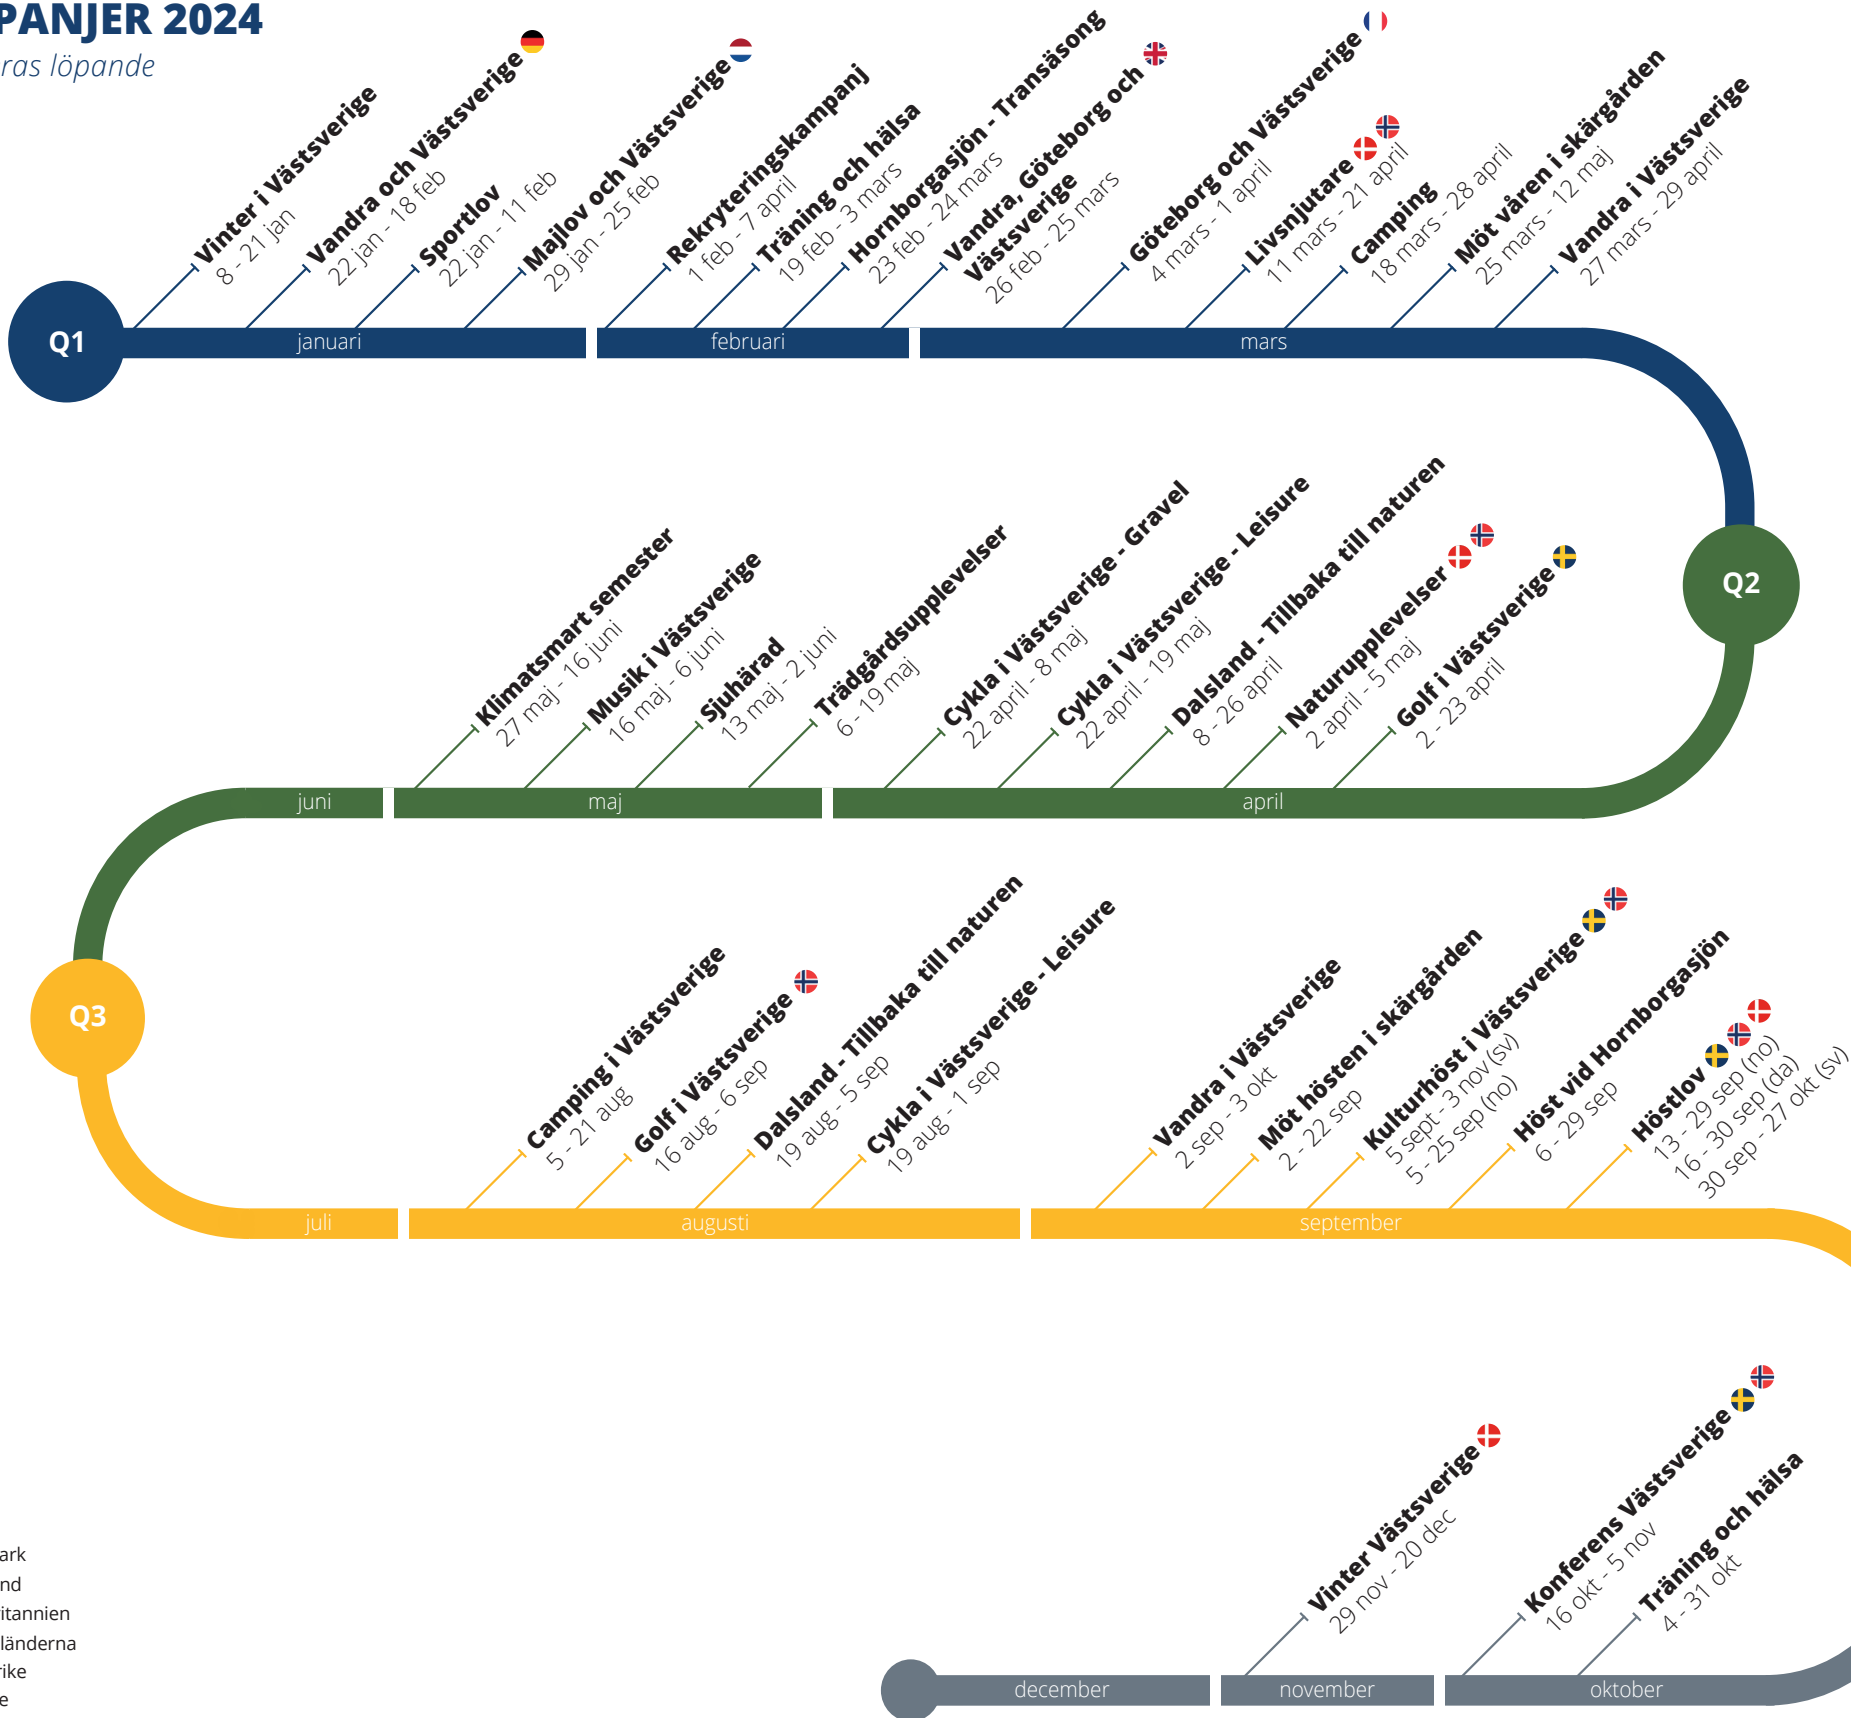 PANJER 2024
ras löpande
Vinter i Västsverige
8 - 21 jan
Vandra och Västsverige
22 jan - 18 feb
Sportlov
22 jan - 11 feb
Majlov och Västsverige
29 jan - 25 feb
Rekryteringskampanj
1 feb - 7 april
Träning och hälsa
19 feb - 3 mars
Hornborgasjön - Transäsong
23 feb - 24 mars
Vandra, Göteborg och
Västsverige
26 feb - 25 mars
Göteborg och Västsverige
4 mars - 1 april
Livsnjutare
11 mars - 21 april
Camping
18 mars - 28 april
Möt våren i skärgården
25 mars - 12 maj
Vandra i Västsverige
27 mars - 29 april
Q1
januari
februari
mars
Q2
Klimatsmart semester
27 maj - 16 juni
Musik i Västsverige
16 maj - 6 juni
Sjuhärad
13 maj - 2 juni
Trädgårdsupplevelser
6 - 19 maj
Cykla i Västsverige - Gravel
22 april - 8 maj
Cykla i Västsverige - Leisure
22 april - 19 maj
Dalsland - Tillbaka till naturen
8 - 26 april
Naturupplevelser
2 april - 5 maj
Golf i Västsverige
2 - 23 april
juni
maj
april
Q3
Camping i Västsverige
5 - 21 aug
Golf i Västsverige
16 aug - 6 sep
Dalsland - Tillbaka till naturen
19 aug - 5 sep
Cykla i Västsverige - Leisure
19 aug - 1 sep
Vandra i Västsverige
2 sep - 3 okt
Möt hösten i skärgården
2 - 22 sep
Kulturhöst i Västsverige
5 sept - 3 nov (sv)
5 - 25 sep (no)
Höst vid Hornborgasjön
6 - 29 sep
Höstlov
13 - 29 sep (no)
16 - 30 sep (da)
30 sep - 27 okt (sv)
juli
augusti
september
Vinter Västsverige
29 nov - 20 dec
Konferens Västsverige
16 okt - 5 nov
Träning och hälsa
4 - 31 okt
december
november
oktober
ark
nd
itannien
länderna
rike
e